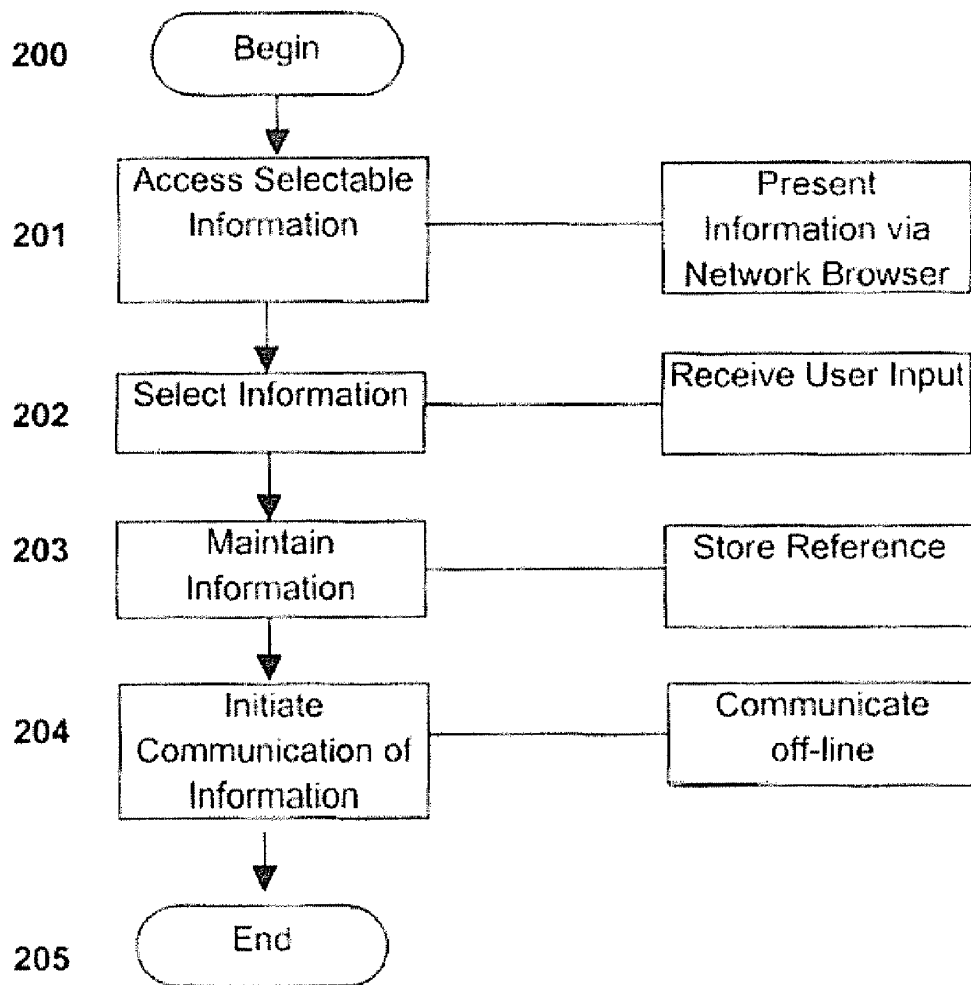 200
Begin
201
Access Selectable
Information
Present
Information via
Network Browser
202
Select Information
Receive User Input
203
Maintain
Information
Store Reference
204
Initiate
Communication of
Information
Communicate
off-line
End
205